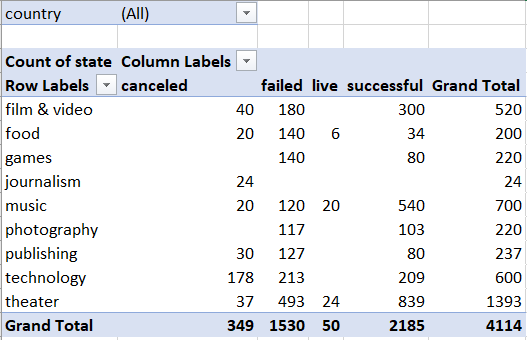 country (All)
Count of state Column Labels
Row Labels canceled failed live successful Grand Total
film & video 40 180 300 520
food 20 140 6 34 200
games 140 80 220
journalism 24 24
music 20 120 20 540 700
photography 117 103 220
publishing 30 127 80 237
technology 178 213 209 600
theater 37 493 24 839 1393
Grand Total 349 1530 50 2185 4114